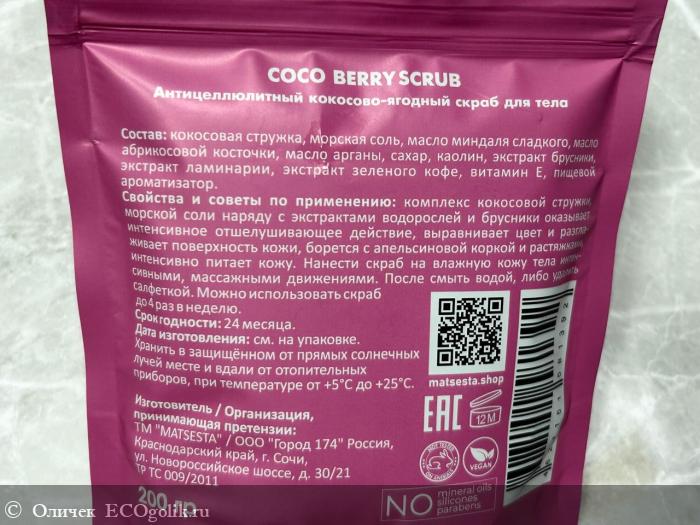 COCO BERRY SCRUB
Антицеллюлитный кокосово-ягодный скраб для тела
Состав: кокосовая стружка, морская соль, масло миндаля сладкого, масло
абрикосовой косточки, масло арганы, сахар, каолин, экстракт брусники,
экстракт ламинарии, экстракт зеленого кофе, витамин Е, пищевой
ароматизатор.
Свойства и советы по применению: комплекс кокосовой стружки,
морской соли наряду с экстрактами водорослей и брусники оказывает
интенсивное отшелушивающее действие, выравнивает цвет и разгла-
живает поверхность кожи, борется с апельсиновой коркой и растяжками,
интенсивно питает кожу. Нанести скраб на влажную кожу тела интен-
сивными, массажными движениями. После смыть водой, либо удалить
салфеткой. Можно использовать скраб
до 4 раз в неделю.
Срок годности: 24 месяца.
Дата изготовления: см. на упаковке.
Хранить в защищённом от прямых солнечных
лучей месте и вдали от отопительных
приборов, при температуре от +5°С до +25°С.
matsesta.shop
Изготовитель / Организация,
принимающая претензии:
ТМ "MATSESTA" / ООО "Город 174" Россия,
Краснодарский край, г. Сочи,
ул. Новороссийское шоссе, д. 30/21
ТР ТС 009/2011
200 гр.
EAC
12M
VEGAN
NO mineral oils
silicones
parabens
© Оличек ECOgolik.ru